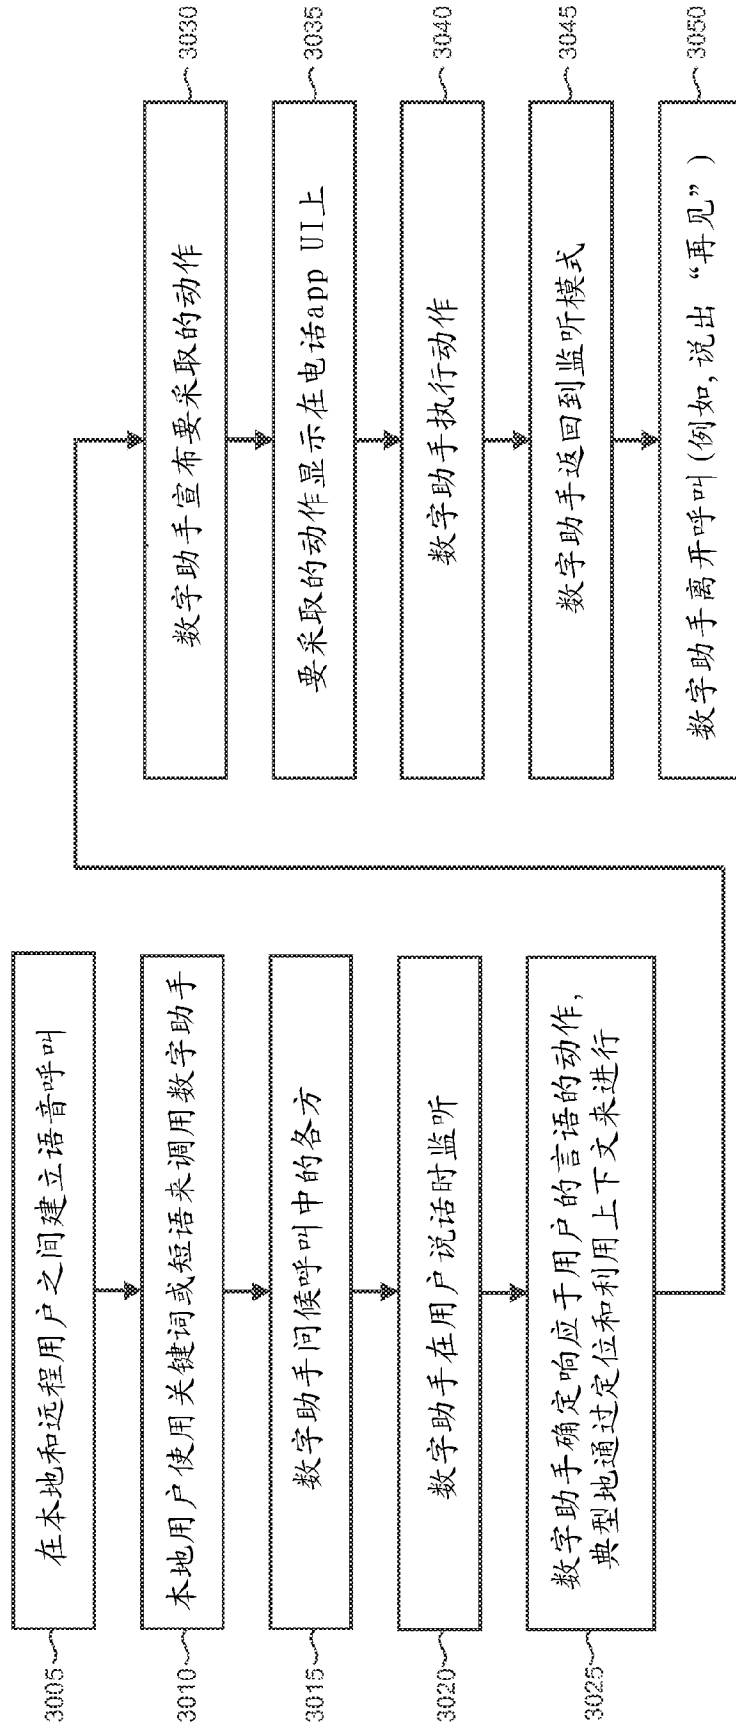 3005
在本地和远程用户之间建立语音呼叫
3010
本地用户使用关键词或短语来调用数字助手
3015
数字助手问候呼叫中的各方
3020
数字助手在用户说话时监听
3025
数字助手确定响应于用户的言语的动作，
典型地通过定位和利用上下文来进行
数字助手宣布要采取的动作
3030
要采取的动作显示在电话app UI上
3035
数字助手执行动作
3040
数字助手返回到监听模式
3045
数字助手离开呼叫(例如,说出“再见”)
3050